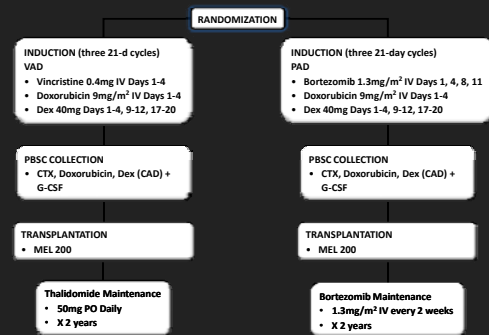 RANDOMIZATION
INDUCTION (three 21-d cycles)
VAD
• Vincristine 0.4mg IV Days 1-4
• Doxorubicin 9mg/m² IV Days 1-4
• Dex 40mg Days 1-4, 9-12, 17-20
INDUCTION (three 21-day cycles)
PAD
• Bortezomib 1.3mg/m² IV Days 1, 4, 8, 11
• Doxorubicin 9mg/m² IV Days 1-4
• Dex 40mg Days 1-4, 9-12, 17-20
PBSC COLLECTION
• CTX, Doxorubicin, Dex (CAD) +
G-CSF
PBSC COLLECTION
• CTX, Doxorubicin, Dex (CAD) +
G-CSF
TRANSPLANTATION
• MEL 200
TRANSPLANTATION
• MEL 200
Thalidomide Maintenance
• 50mg PO Daily
• X 2 years
Bortezomib Maintenance
• 1.3mg/m² IV every 2 weeks
• X 2 years